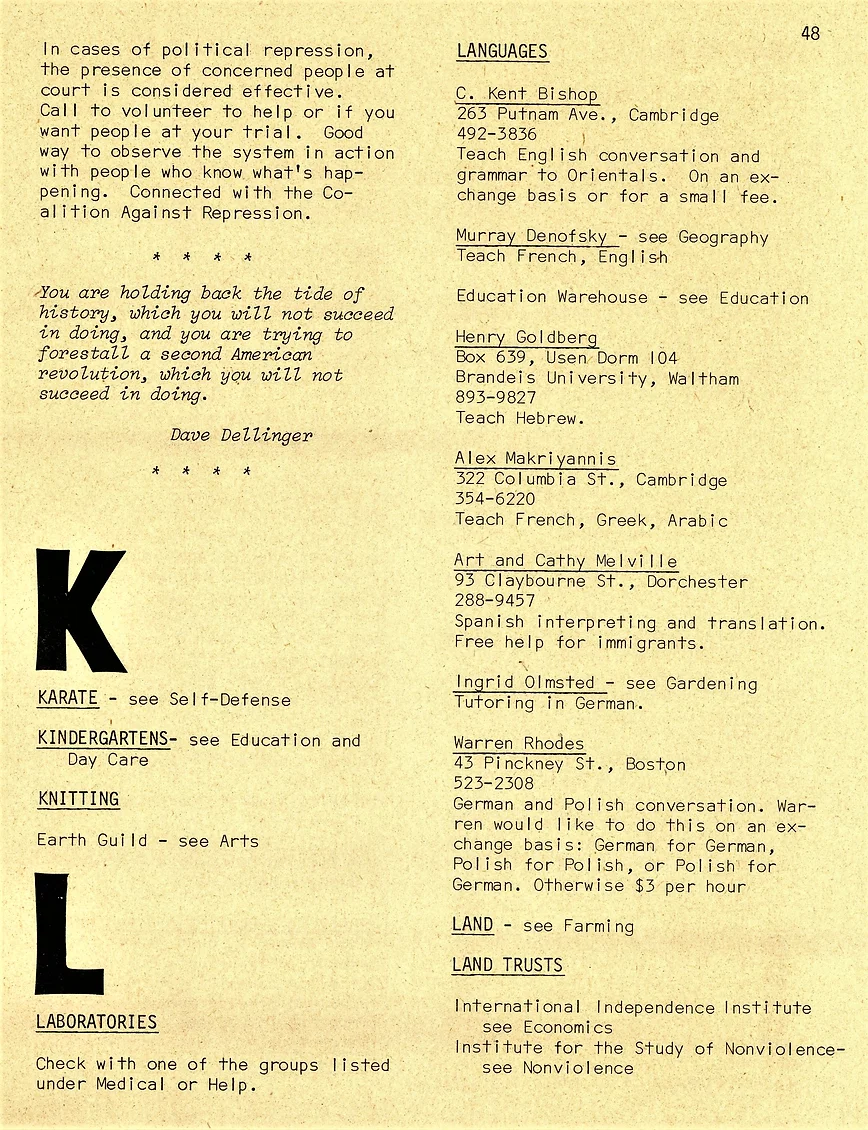 48
In cases of political repression,
the presence of concerned people at
court is considered effective.
Call to volunteer to help or if you
want people at your trial.  Good
way to observe the system in action
with people who know what's hap-
pening.  Connected with the Co-
alition Against Repression.
* * * *
You are holding back the tide of
history, which you will not succeed
in doing, and you are trying to
forestall a second American
revolution, which you will not
succeed in doing.
Dave Dellinger
* * * *
K
KARATE - see Self-Defense
KINDERGARTENS- see Education and
Day Care
KNITTING
Earth Guild - see Arts
L
LABORATORIES
Check with one of the groups listed
under Medical or Help.
LANGUAGES
C. Kent Bishop
263 Putnam Ave., Cambridge
492-3836
Teach English conversation and
grammar to Orientals.  On an ex-
change basis or for a small fee.
Murray Denofsky - see Geography
Teach French, English
Education Warehouse - see Education
Henry Goldberg
Box 639, Usen Dorm 104
Brandeis University, Waltham
893-9827
Teach Hebrew.
Alex Makriyannis
322 Columbia St., Cambridge
354-6220
Teach French, Greek, Arabic
Art and Cathy Melville
93 Claybourne St., Dorchester
288-9457
Spanish interpreting and translation.
Free help for immigrants.
Ingrid Olmsted - see Gardening
Tutoring in German.
Warren Rhodes
43 Pinckney St., Boston
523-2308
German and Polish conversation. War-
ren would like to do this on an ex-
change basis: German for German,
Polish for Polish, or Polish for
German. Otherwise $3 per hour
LAND - see Farming
LAND TRUSTS
International Independence Institute
see Economics
Institute for the Study of Nonviolence-
see Nonviolence